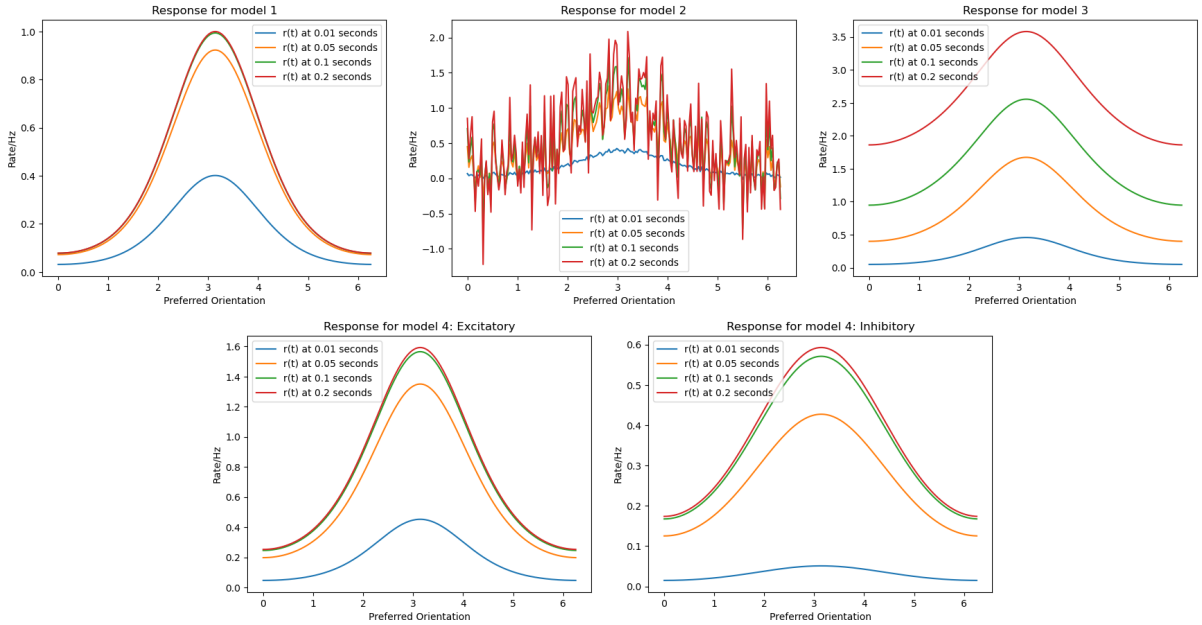 Response for model 1
1.0
0.8
0.6
0.4
0.2
0.0
Rate/Hz
r(t) at 0.01 seconds
r(t) at 0.05 seconds
r(t) at 0.1 seconds
r(t) at 0.2 seconds
0 1 2 3 4 5 6
Preferred Orientation
Response for model 2
2.0
1.5
1.0
0.5
0.0
−0.5
−1.0
Rate/Hz
r(t) at 0.01 seconds
r(t) at 0.05 seconds
r(t) at 0.1 seconds
r(t) at 0.2 seconds
0 1 2 3 4 5 6
Preferred Orientation
Response for model 3
3.5
3.0
2.5
2.0
1.5
1.0
0.5
0.0
Rate/Hz
r(t) at 0.01 seconds
r(t) at 0.05 seconds
r(t) at 0.1 seconds
r(t) at 0.2 seconds
0 1 2 3 4 5 6
Preferred Orientation
Response for model 4: Excitatory
1.6
1.4
1.2
1.0
0.8
0.6
0.4
0.2
0.0
Rate/Hz
r(t) at 0.01 seconds
r(t) at 0.05 seconds
r(t) at 0.1 seconds
r(t) at 0.2 seconds
0 1 2 3 4 5 6
Preferred Orientation
Response for model 4: Inhibitory
0.6
0.5
0.4
0.3
0.2
0.1
0.0
Rate/Hz
r(t) at 0.01 seconds
r(t) at 0.05 seconds
r(t) at 0.1 seconds
r(t) at 0.2 seconds
0 1 2 3 4 5 6
Preferred Orientation